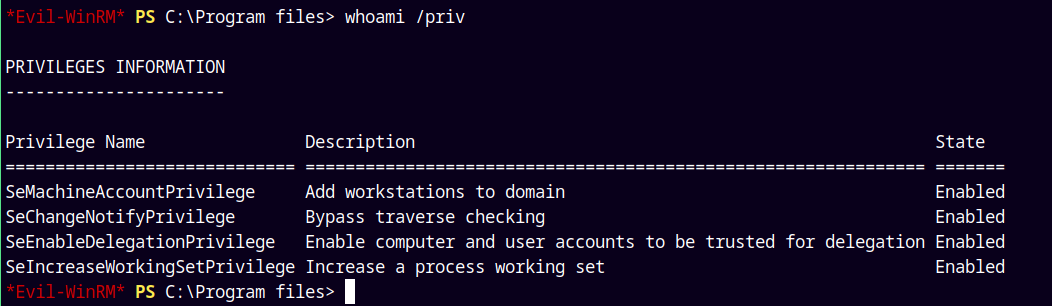 *Evil-WinRM* PS C:\Program files> whoami /priv
PRIVILEGES INFORMATION
----------------------
Privilege Name Description State
============================= ============================================================== =======
SeMachineAccountPrivilege Add workstations to domain Enabled
SeChangeNotifyPrivilege Bypass traverse checking Enabled
SeEnableDelegationPrivilege Enable computer and user accounts to be trusted for delegation Enabled
SeIncreaseWorkingSetPrivilege Increase a process working set Enabled
*Evil-WinRM* PS C:\Program files>